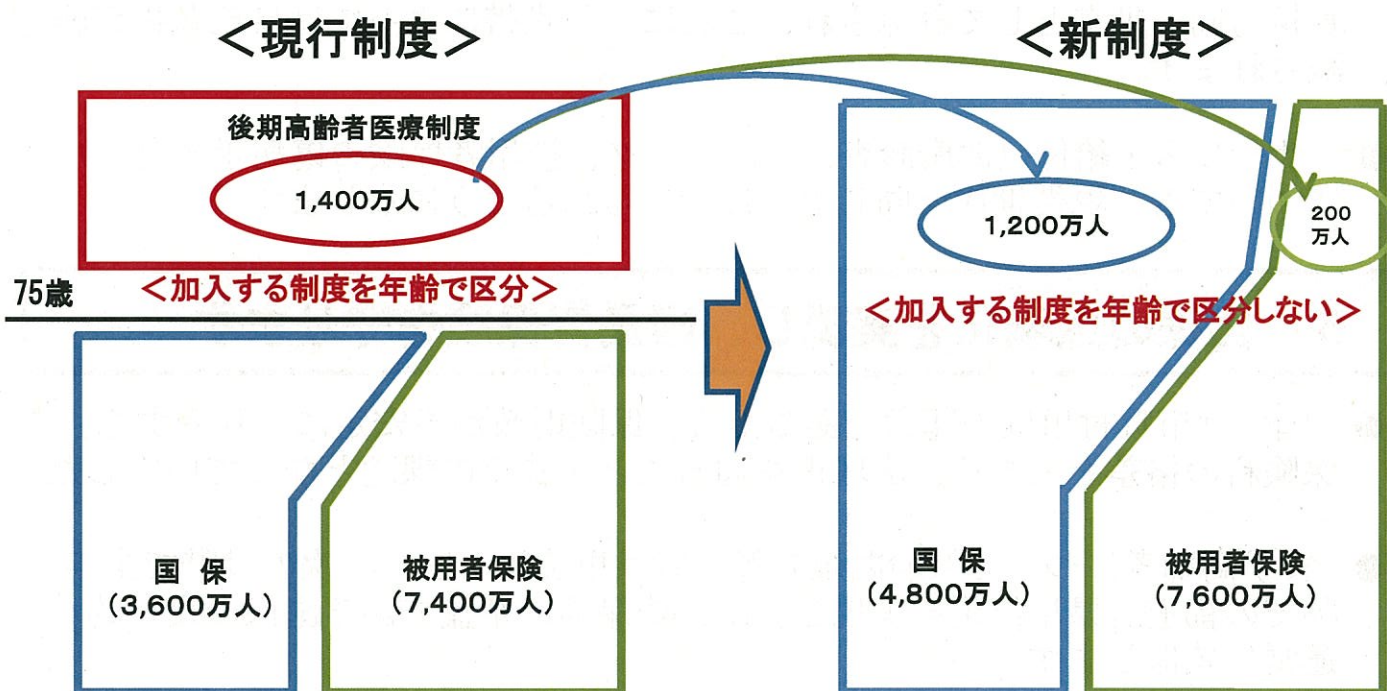 ＜現行制度＞
後期高齢者医療制度
1,400万人
75歳
＜加入する制度を年齢で区分＞
国 保
（3,600万人）
被用者保険
（7,400万人）
＜新制度＞
1,200万人
200
万人
＜加入する制度を年齢で区分しない＞
国 保
（4,800万人）
被用者保険
（7,600万人）